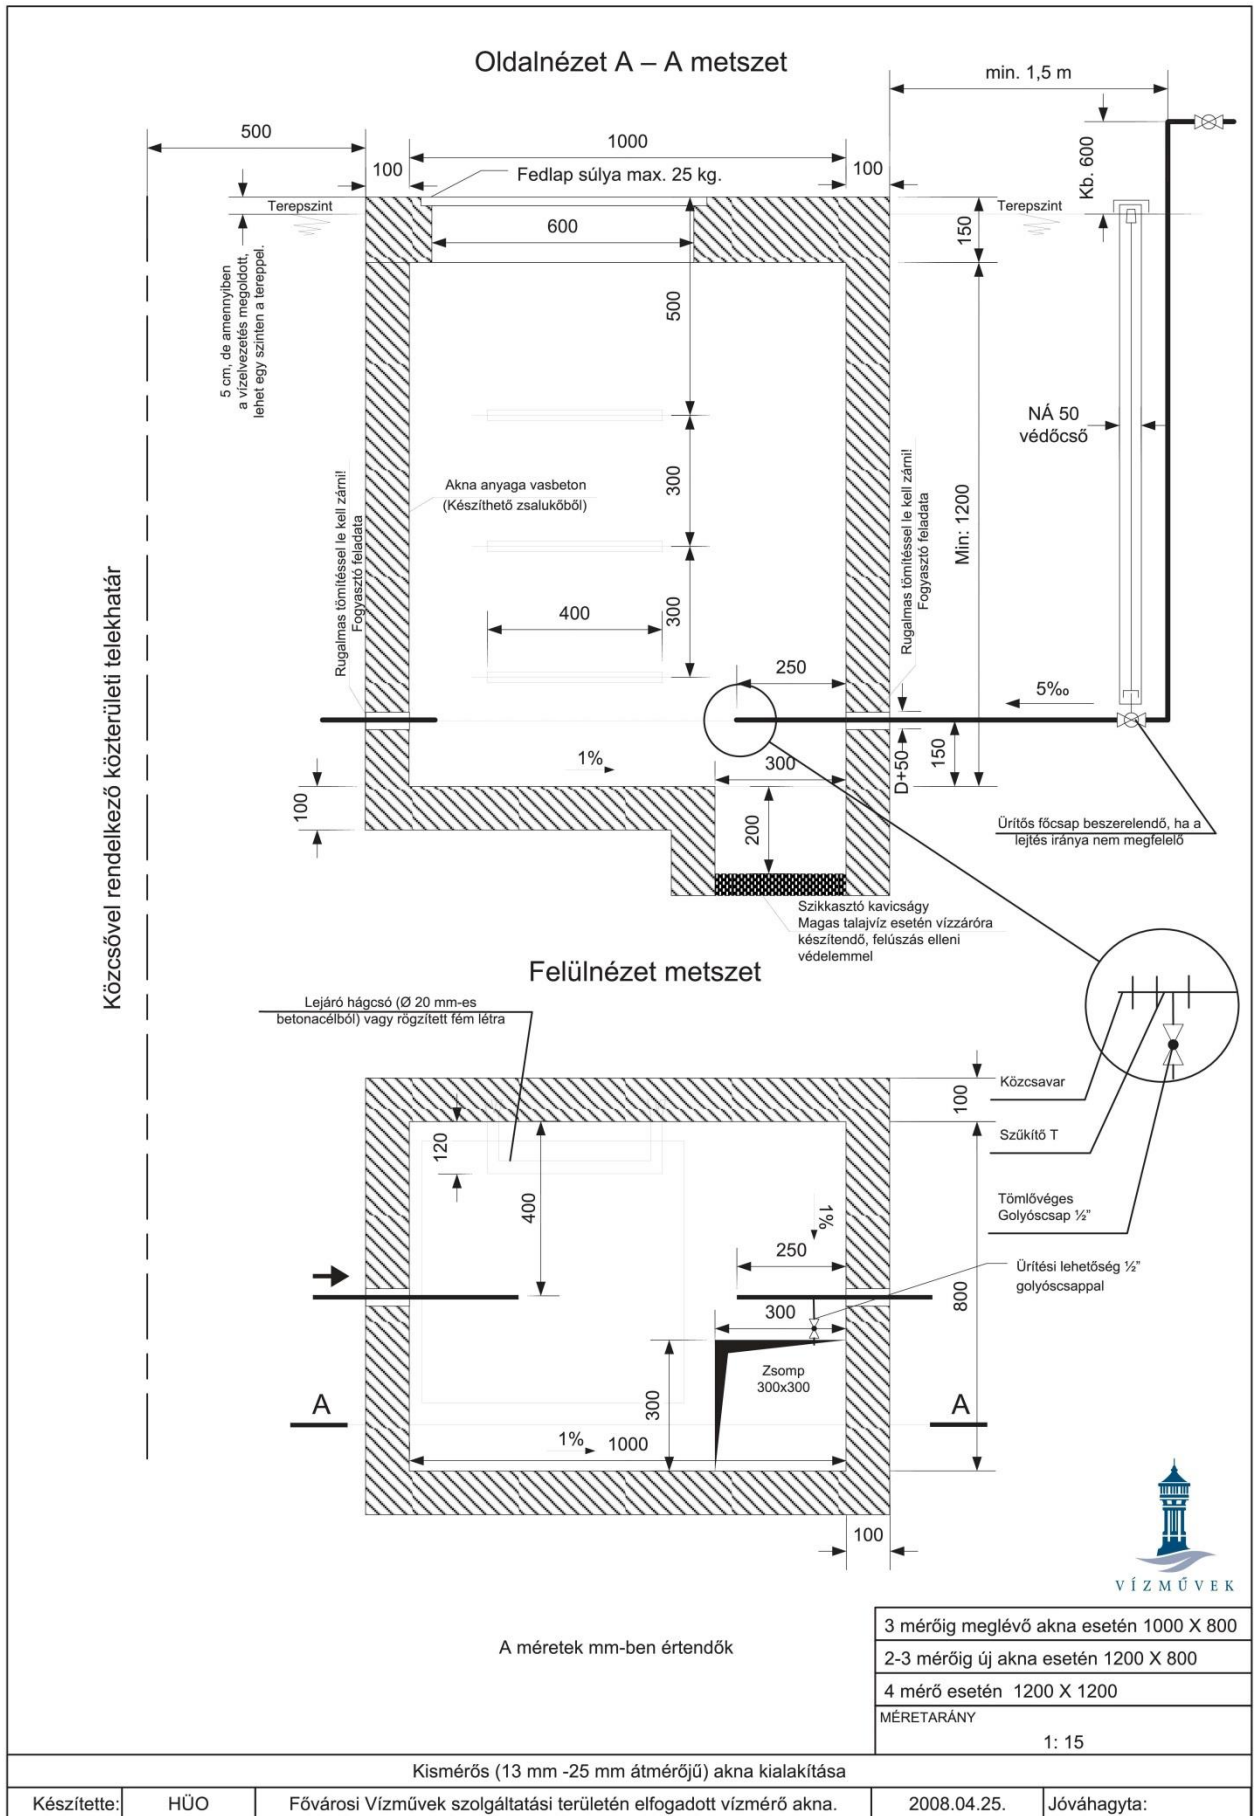 Oldalnézet A – A metszet
min. 1,5 m
500
1000
100
Fedlap súlya max. 25 kg.
100
Kb. 600
Terepszint
Terepszint
600
150
5 cm, de amennyiben
a vízelvezetés megoldott,
lehet egy szinten a tereppel.
500
NÁ 50
védőcső
Rugalmas tömítéssel le kell zárni!
Fogyasztó feladata
Akna anyaga vasbeton
(Készíthető zsalukőből)
300
Rugalmas tömítéssel le kell zárni!
Fogyasztó feladata
Min: 1200
Közcsővel rendelkező közterületi telekhatár
400
300
250
5‰
1%
300
D+50
150
100
200
Ürítős főcsap beszerelendő, ha a
lejtés iránya nem megfelelő
Szikkasztó kavicságy
Magas talajvíz esetén vízzáróra
készítendő, felúszás elleni
védelemmel
Felülnézet metszet
Lejáró hágcsó (Ø 20 mm-es
betonacélból) vagy rögzített fém létra
Közcsavar
100
120
Szűkítő T
400
1%
Tömlővéges
Golyóscsap ½"
250
Ürítési lehetőség ½"
golyóscsappal
300
800
Zsomp
300x300
300
A
A
1%
1000
100
VÍZMŰVEK
A méretek mm-ben értendők
3 mérőig meglévő akna esetén 1000 X 800
2-3 mérőig új akna esetén 1200 X 800
4 mérő esetén 1200 X 1200
MÉRETARÁNY
1: 15
Kismérős (13 mm -25 mm átmérőjű) akna kialakítása
Készítette:
HÜO
Fővárosi Vízművek szolgáltatási területén elfogadott vízmérő akna.
2008.04.25.
Jóváhagyta: